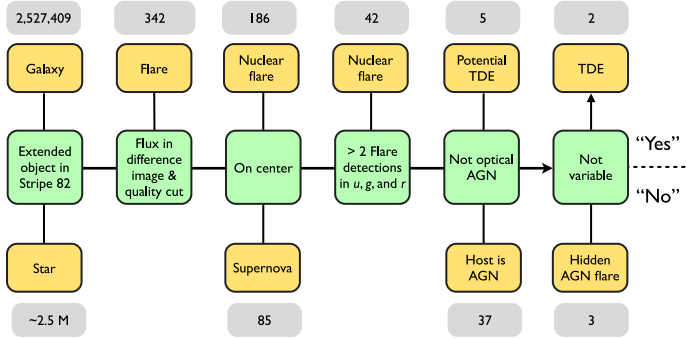 2,527,409
342
186
42
5
2
Galaxy
Flare
Nuclear
flare
Nuclear
flare
Potential
TDE
TDE
Extended
object in
Stripe 82
Flux in
difference
image &
quality cut
On center
> 2 Flare
detections
in u, g, and r
Not optical
AGN
Not
variable
“Yes”
“No”
Star
Supernova
Host is
AGN
Hidden
AGN flare
~2.5 M
85
37
3